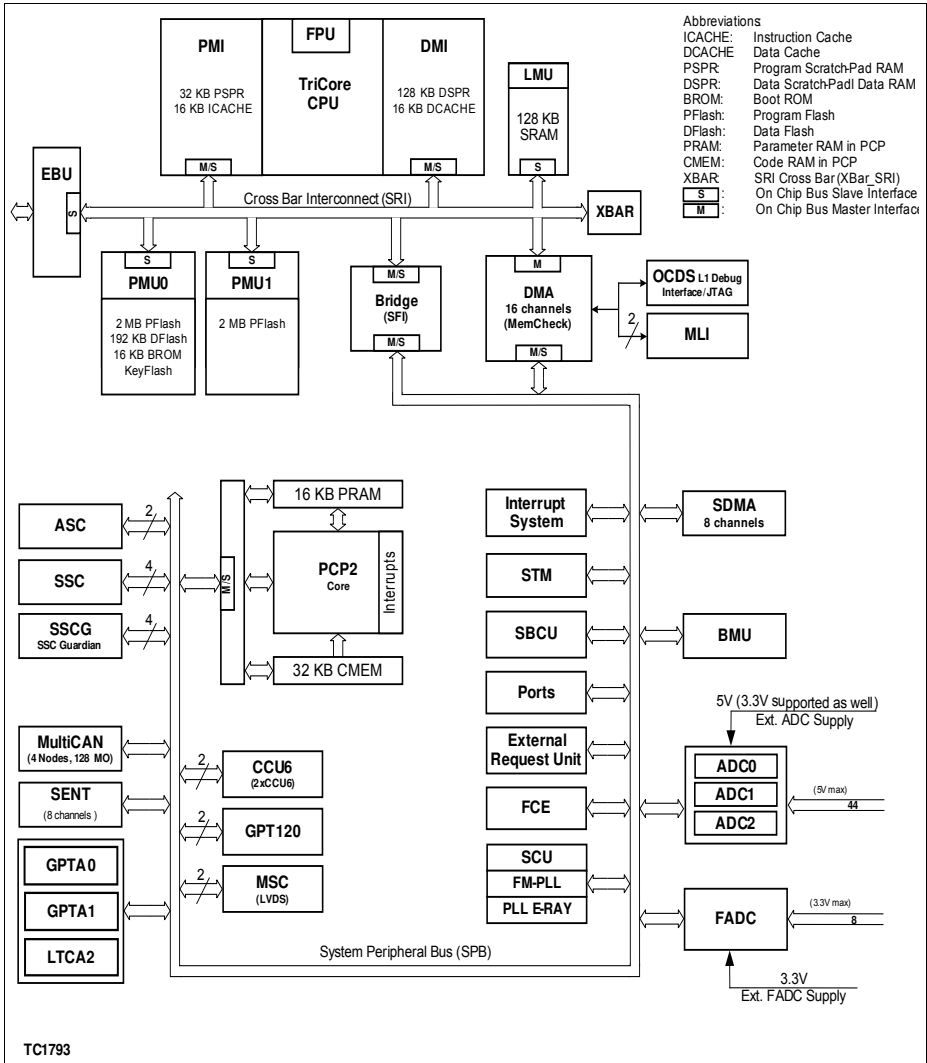 PMI
32 KB PSPR
16 KB ICACHE
M/S
FPU
TriCore
CPU
DMI
128 KB DSPR
16 KB DCACHE
M/S
LMU
128 KB
SRAM
S
Abbreviations:
ICACHE: Instruction Cache
DCACHE Data Cache
PSPR: Program Scratch-Pad RAM
DSPR: Data Scratch-Padl Data RAM
BROM: Boot ROM
PFlash: Program Flash
DFlash: Data Flash
PRAM: Parameter RAM in PCP
CMEM: Code RAM in PCP
XBAR: SRI Cross Bar (XBar_SRI)
S : On Chip Bus Slave Interface
M : On Chip Bus Master Interface
EBU
S
Cross Bar Interconnect (SRI)
XBAR
S
PMU0
2 MB PFlash
192 KB DFlash
16 KB BROM
KeyFlash
S
PMU1
2 MB PFlash
M/S
Bridge
(SFI)
M/S
M
DMA
16 channels
(MemCheck)
M/S
OCDS L1 Debug
Interface/JTAG
2
MLI
ASC
2
SSC
4
SSCG
SSC Guardian
4
M/S
16 KB PRAM
PCP2
Core
Interrupts
32 KB CMEM
Interrupt
System
SDMA
8 channels
STM
SBCU
BMU
Ports
External
Request Unit
FCE
SCU
FM-PLL
PLL E-RAY
MultiCAN
(4 Nodes, 128 MO)
SENT
(8 channels )
GPTA0
GPTA1
LTCA2
2
CCU6
(2xCCU6)
2
GPT120
2
MSC
(LVDS)
5V (3.3V supported as well)
Ext. ADC Supply
ADC0
ADC1
ADC2
(5V max)
44
FADC
(3.3V max)
8
3.3V
Ext. FADC Supply
System Peripheral Bus (SPB)
TC1793